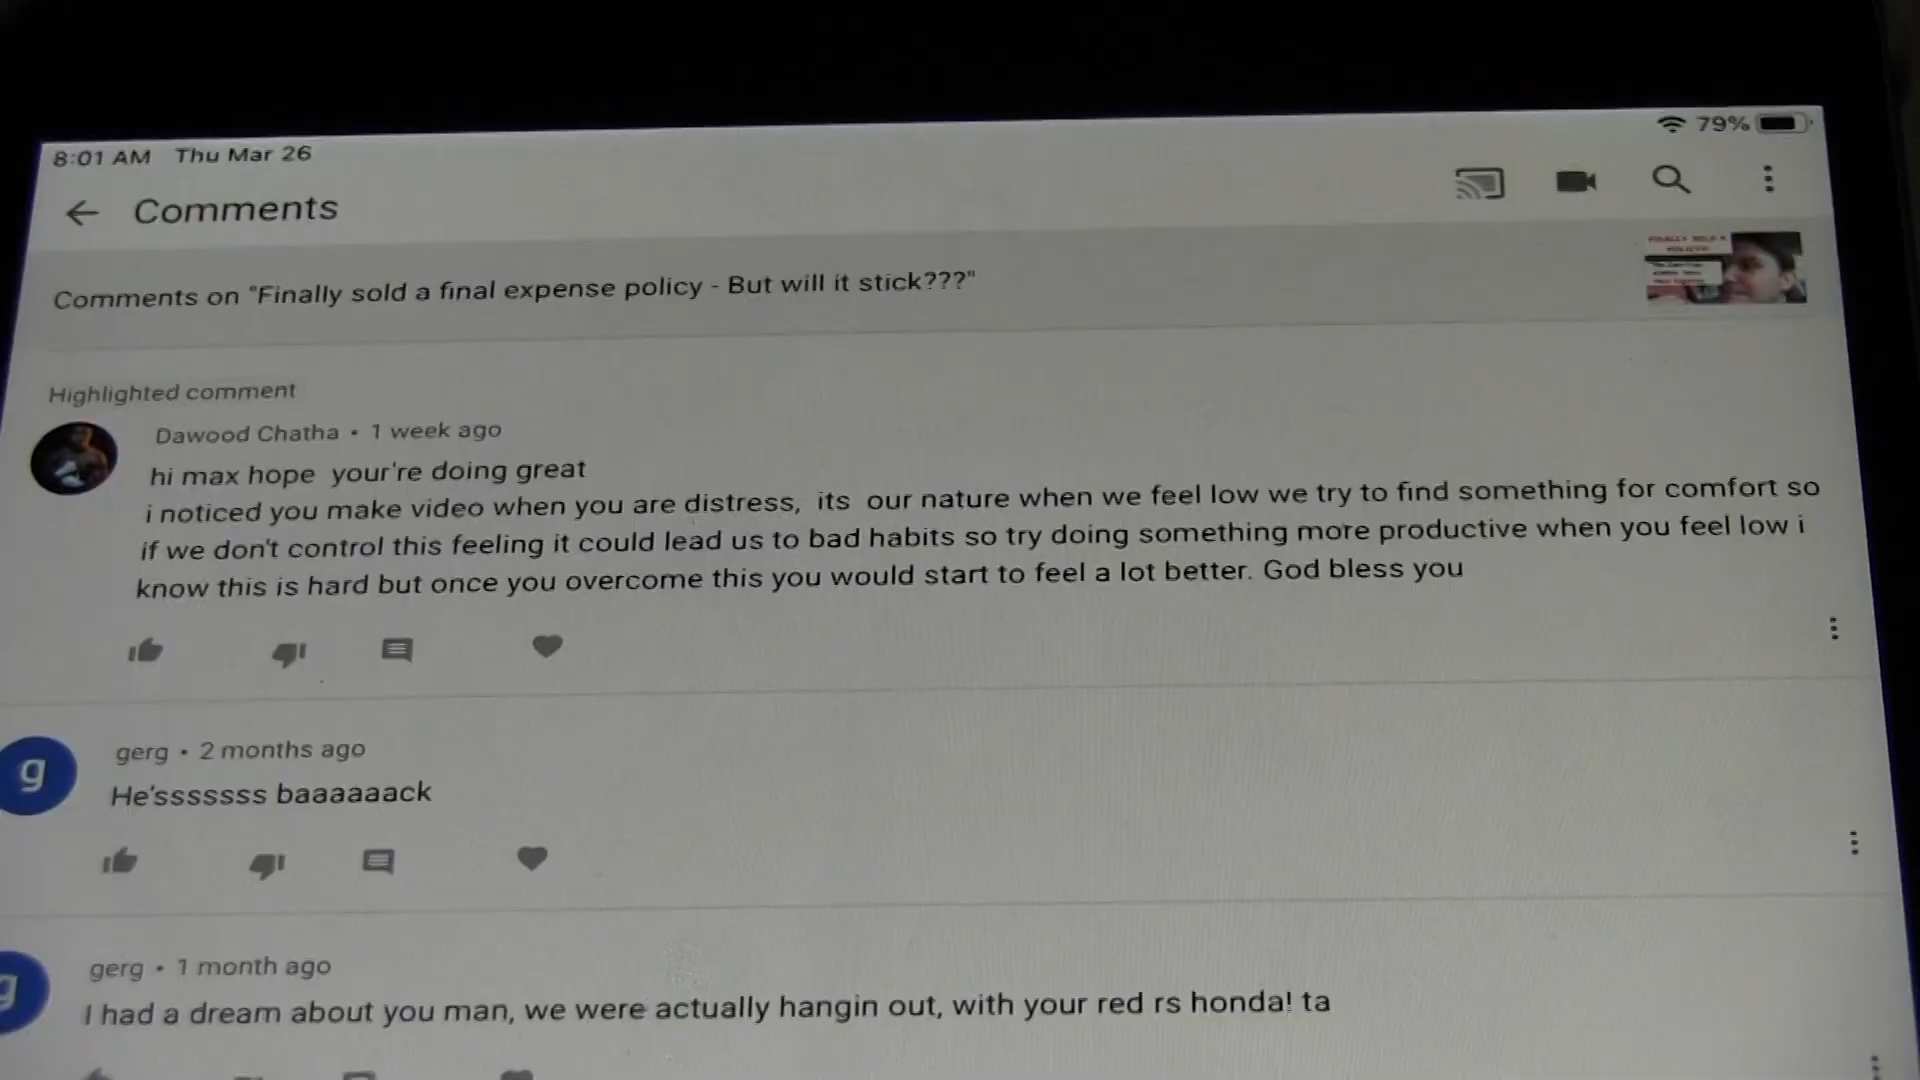 8:01 AM Thu Mar 26
79%
Comments
Comments on "Finally sold a final expense policy - But will it stick???"
Highlighted comment
Dawood Chatha • 1 week ago
hi max hope your're doing great
i noticed you make video when you are distress, its our nature when we feel low we try to find something for comfort so
if we don't control this feeling it could lead us to bad habits so try doing something more productive when you feel low i
know this is hard but once you overcome this you would start to feel a lot better. God bless you
g
gerg • 2 months ago
He'sssssss baaaaaack
g
gerg • 1 month ago
I had a dream about you man, we were actually hangin out, with your red rs honda! ta